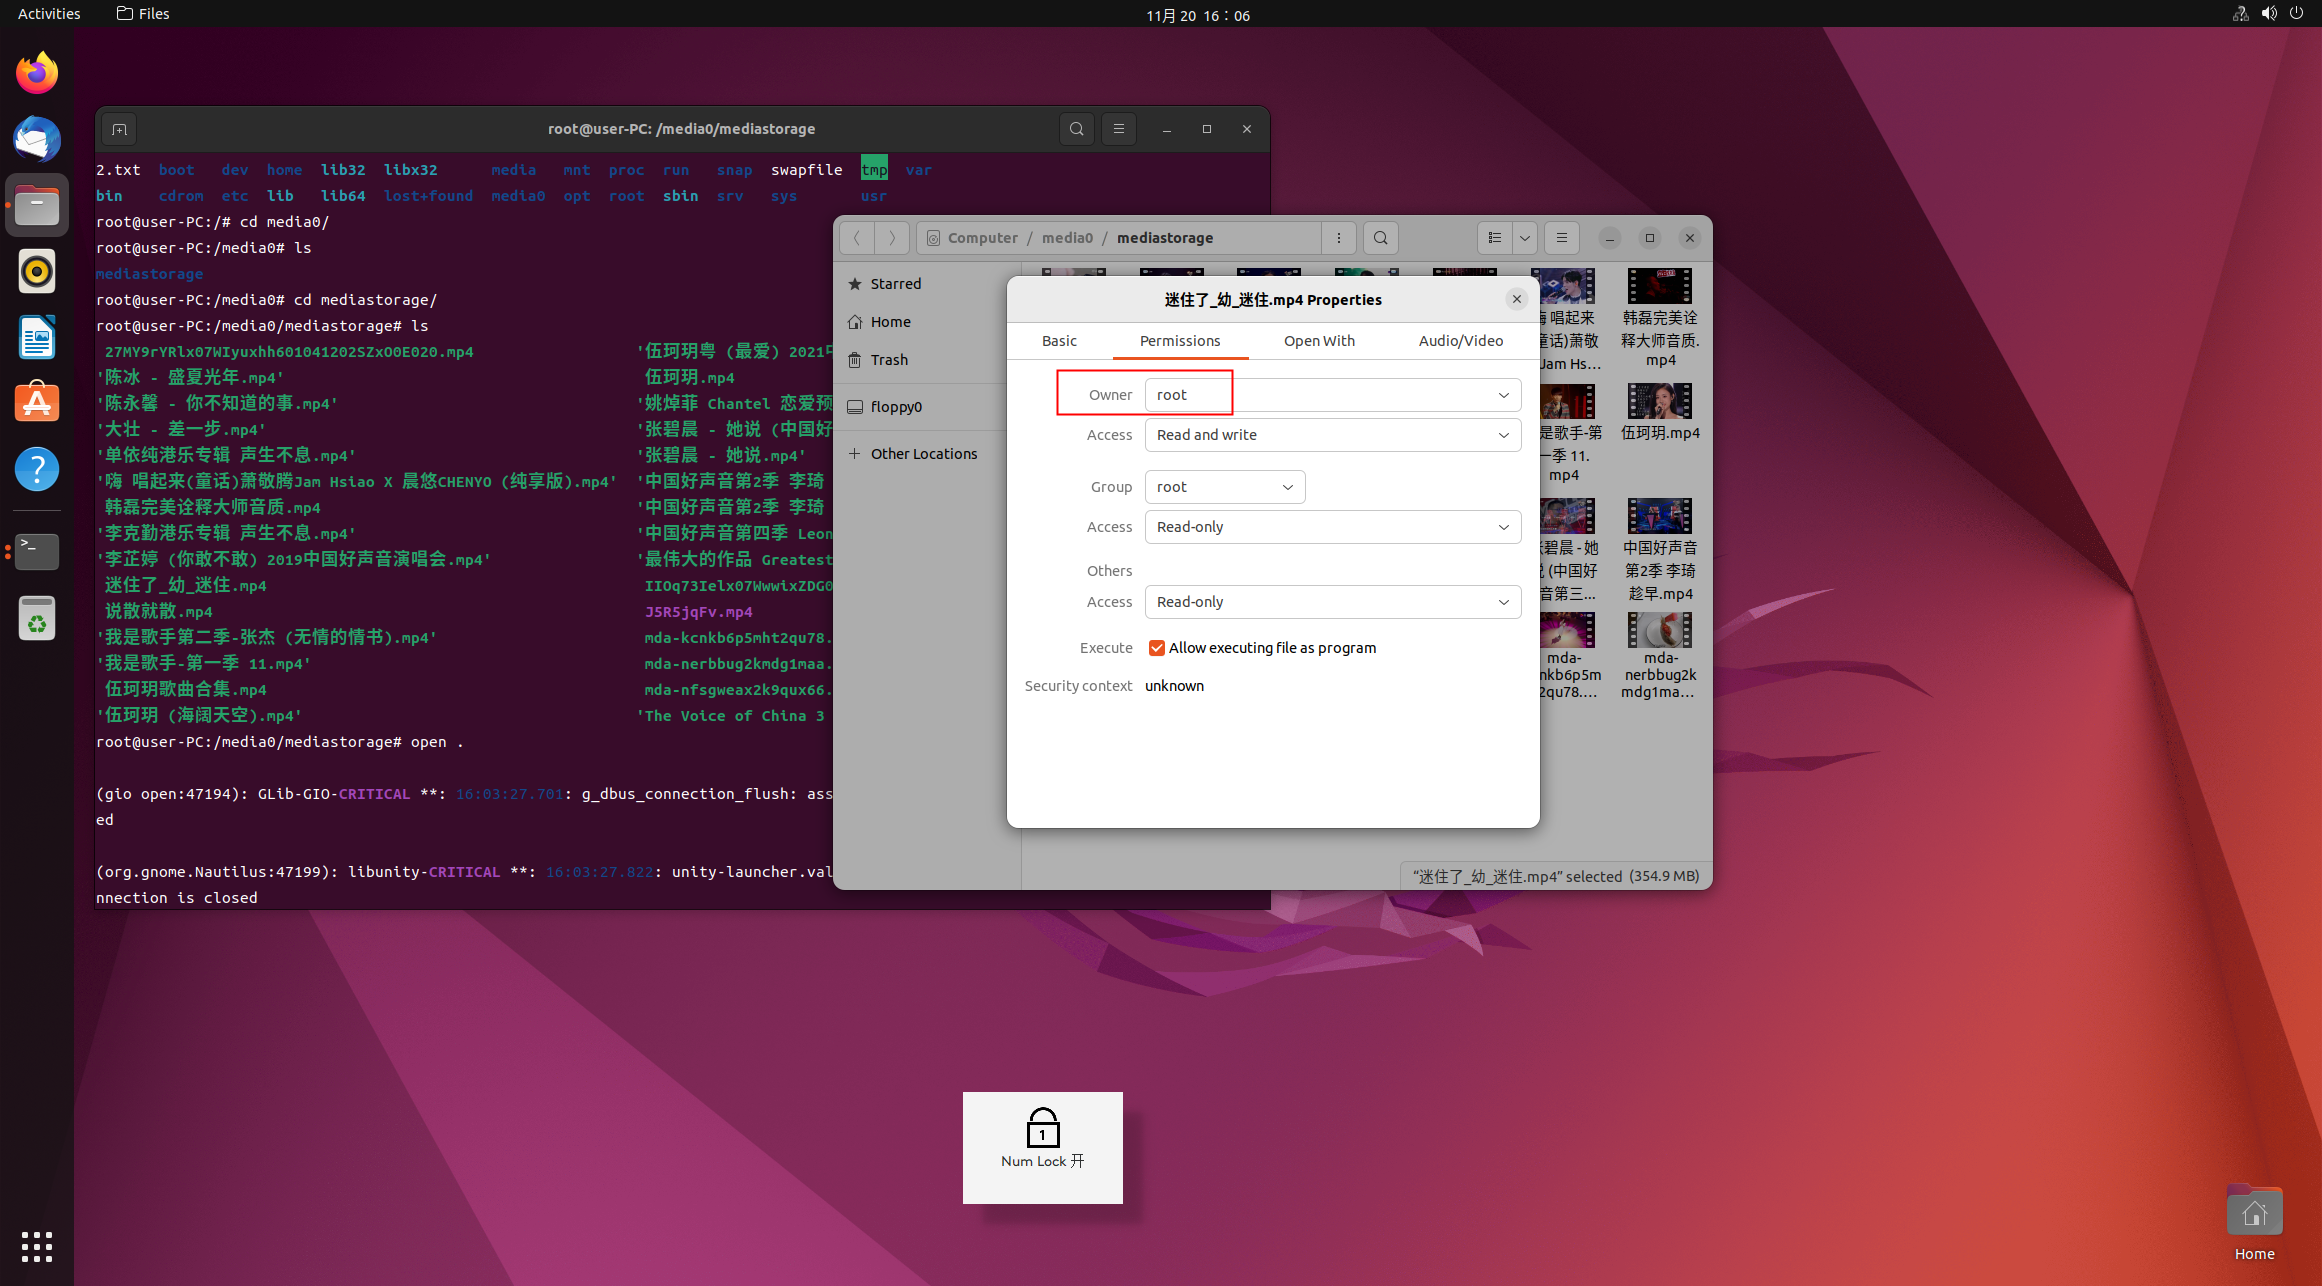 Activities
Files
11月 20 16：06
root@user-PC: /media0/mediastorage
2.txt boot dev home lib32 libx32 media mnt proc run snap swapfile tmp var
bin cdrom etc lib lib64 lost+found media0 opt root sbin srv sys usr
root@user-PC:/# cd media0/
root@user-PC:/media0# ls
mediastorage
root@user-PC:/media0# cd mediastorage/
root@user-PC:/media0/mediastorage# ls
27MY9rYRlx07WIyuxhh601041202SZxO0E020.mp4 '伍珂玥粤 (最爱) 2021
'陈冰 - 盛夏光年.mp4' 伍珂玥.mp4
'陈永馨 - 你不知道的事.mp4' '姚焯菲 Chantel 恋爱预
'大壮 - 差一步.mp4' '张碧晨 - 她说 (中国好
'单依纯港乐专辑 声生不息.mp4' '张碧晨 - 她说.mp4'
'嗨 唱起来(童话)萧敬腾Jam Hsiao X 晨悠CHENYO (纯享版).mp4' '中国好声音第2季 李琦
韩磊完美诠释大师音质.mp4 '中国好声音第2季 李琦
'李克勤港乐专辑 声生不息.mp4' '中国好声音第四季 Leon
'李芷婷 (你敢不敢) 2019中国好声音演唱会.mp4' '最伟大的作品 Greatest
迷住了_幼_迷住.mp4 IIOq73Ielx07WwwixZDG0
说散就散.mp4 J5R5jqFv.mp4
'我是歌手第二季-张杰 (无情的情书).mp4' mda-kcnkb6p5mht2qu78.
'我是歌手-第一季 11.mp4' mda-nerbbug2kmdg1maa.
伍珂玥歌曲合集.mp4 mda-nfsgweax2k9qux66.
'伍珂玥 (海阔天空).mp4' 'The Voice of China 3
root@user-PC:/media0/mediastorage# open .
(gio open:47194): GLib-GIO-CRITICAL **: 16:03:27.701: g_dbus_connection_flush: ass
ed
(org.gnome.Nautilus:47199): libunity-CRITICAL **: 16:03:27.822: unity-launcher.val
nnection is closed
Computer / media0 / mediastorage
Starred
Home
Trash
floppy0
Other Locations
迷住了_幼_迷住.mp4 Properties
Basic
Permissions
Open With
Audio/Video
Owner root
Access Read and write
Group root
Access Read-only
Others
Access Read-only
Execute Allow executing file as program
Security context unknown
唱起来
童话)萧敬
Jam Hs...
韩磊完美诠
释大师音质.
mp4
是歌手-第
一季 11.
mp4
伍珂玥.mp4
碧晨 - 她
(中国好
音第三...
中国好声音
第2季 李琦
趁早.mp4
mda-
nkb6p5m
2qu78....
mda-
nerbbug2k
mdg1ma...
“迷住了_幼_迷住.mp4” selected (354.9 MB)
1
Num Lock 开
Home